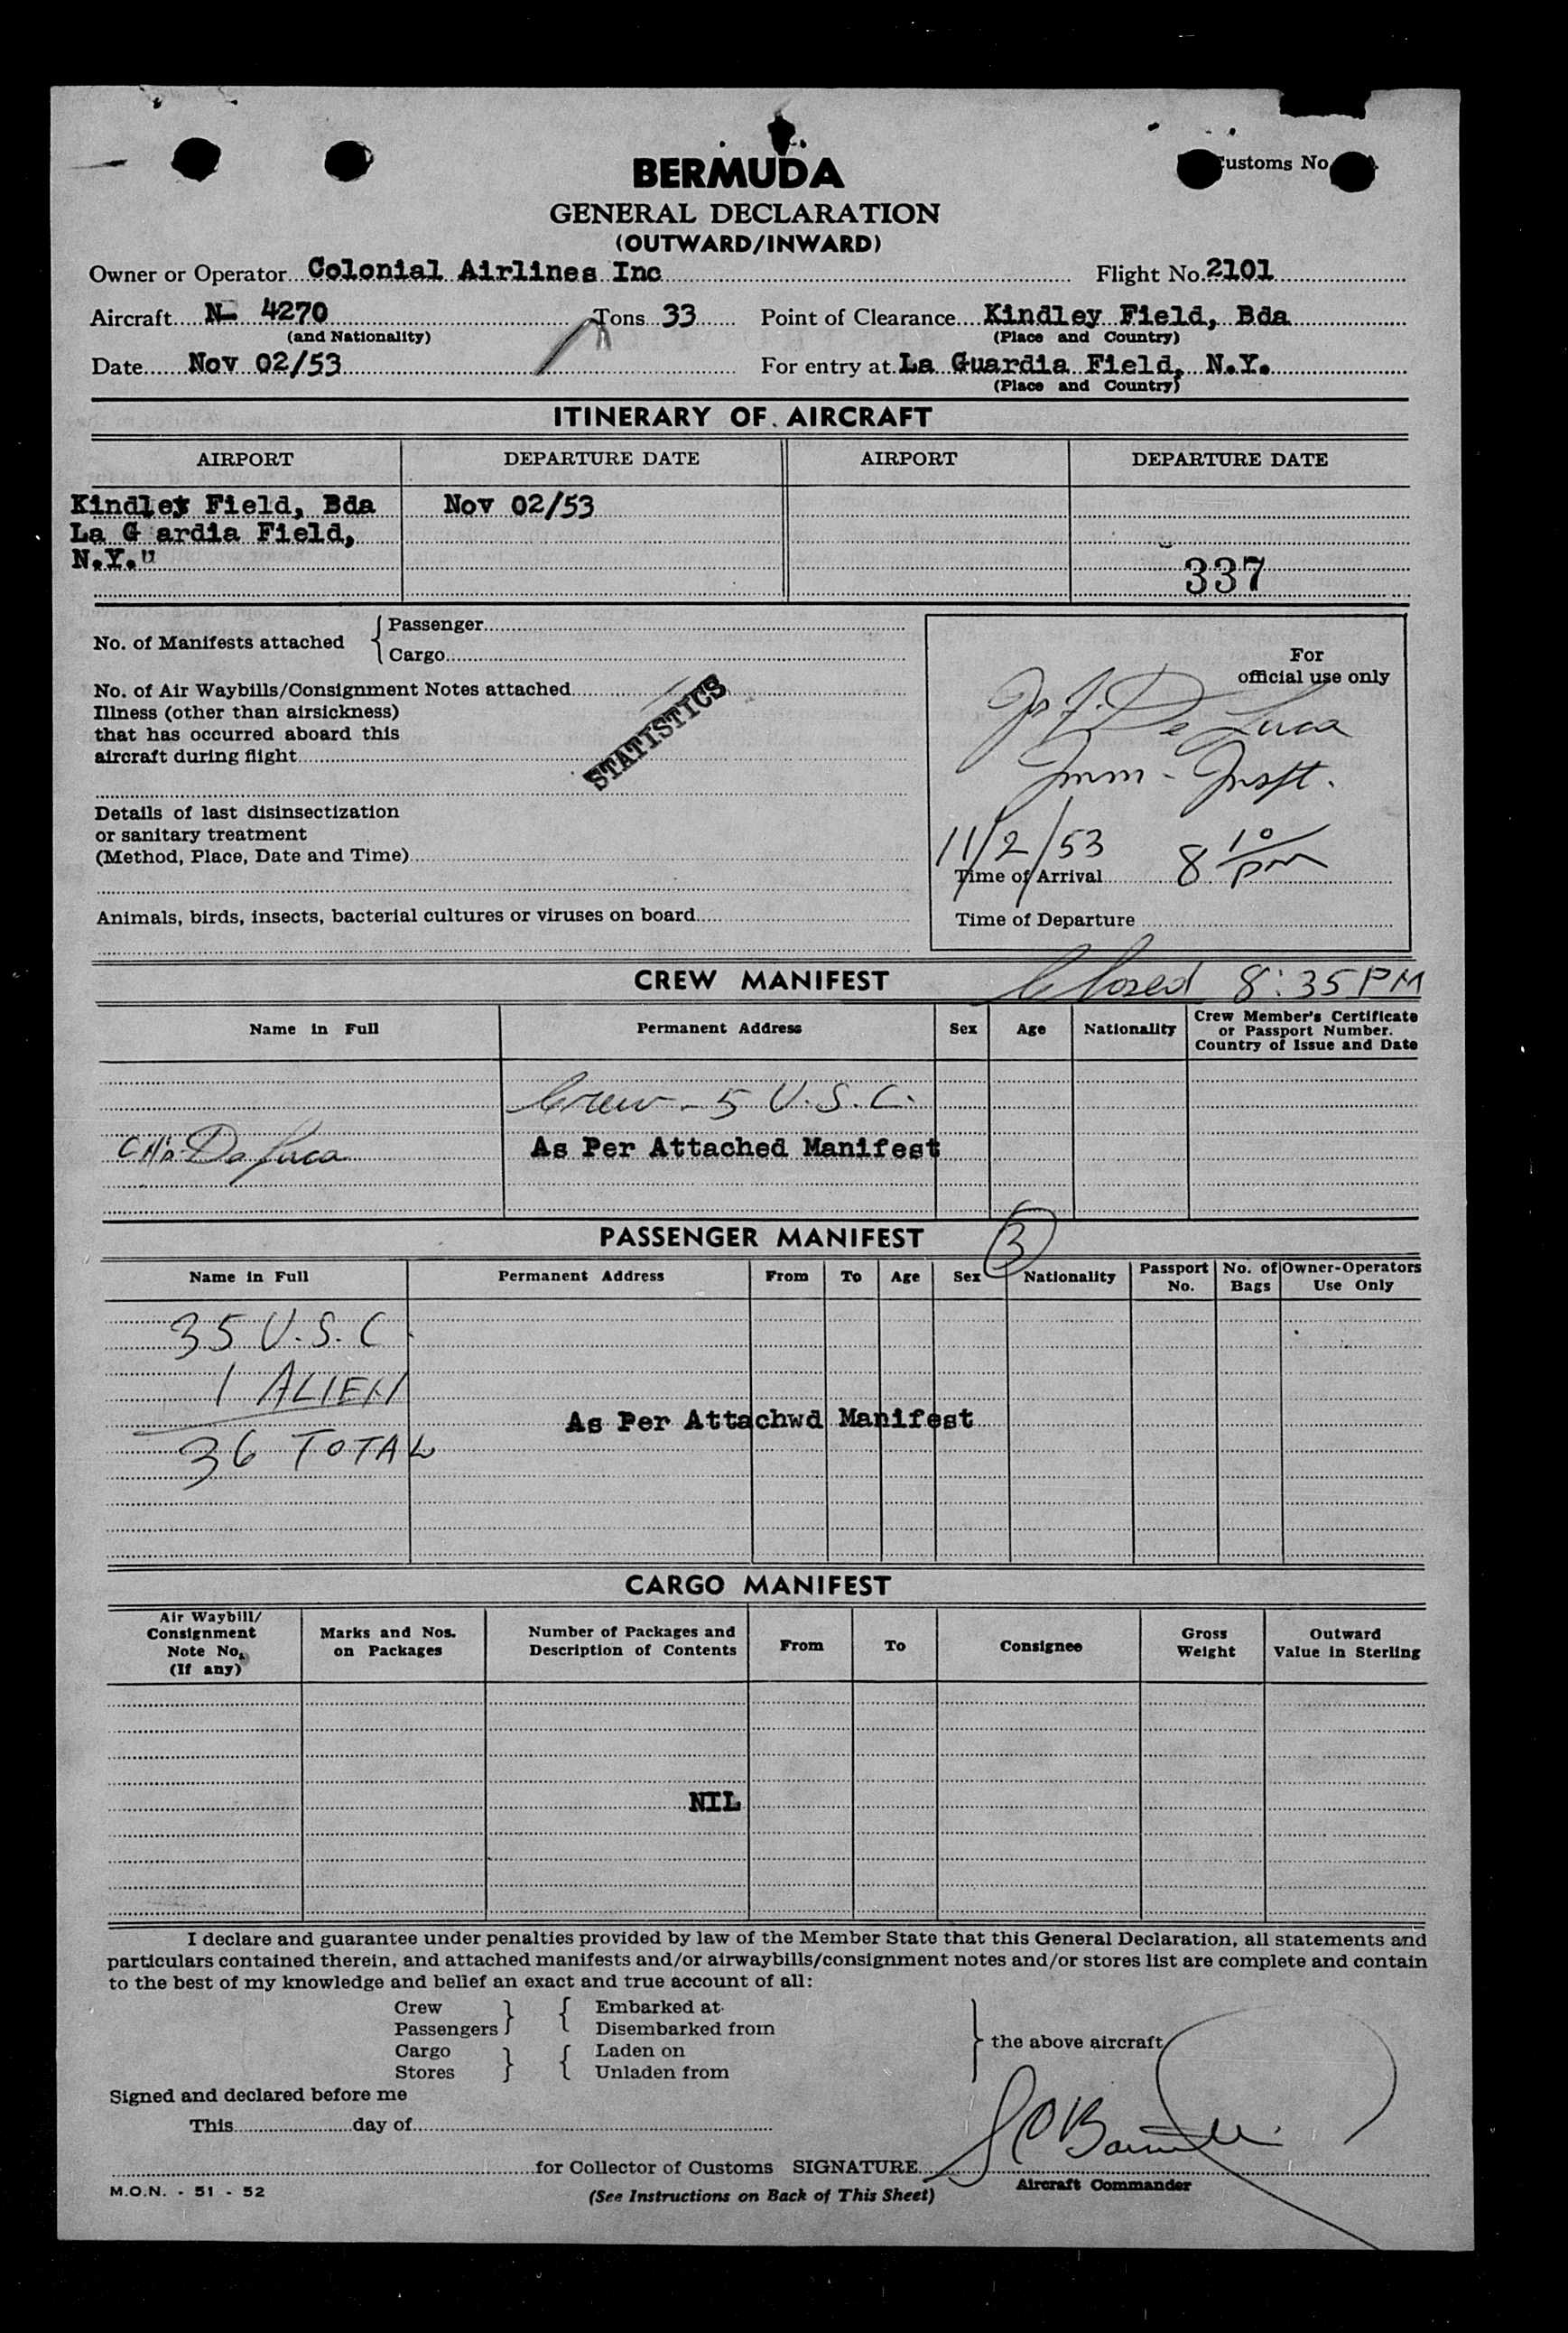 BERMUDA
Customs No
GENERAL DECLARATION
(OUTWARD/INWARD)
Owner or Operator Colonial Airlines Inc Flight No. 2101
Aircraft N- 4270 Tons 33 Point of Clearance Kindley Field, Bda
(and Nationality) (Place and Country)
Date Nov 02/53 For entry at La Guardia Field, N.Y.
(Place and Country)
ITINERARY OF AIRCRAFT
AIRPORT DEPARTURE DATE AIRPORT DEPARTURE DATE
Kindley Field, Bda Nov 02/53
La G ardia Field,
N.Y.u
337
No. of Manifests attached { Passenger
Cargo
For
official use only
No. of Air Waybills/Consignment Notes attached
STATISTICS
Illness (other than airsickness)
that has occurred aboard this
aircraft during flight
De Luca
Imm - Inspt.
Details of last disinsectization
or sanitary treatment
(Method, Place, Date and Time)
11/2/53 8 10/PM
Time of Arrival
Animals, birds, insects, bacterial cultures or viruses on board
Time of Departure
CREW MANIFEST Closed 8:35 PM
Name in Full Permanent Address Sex Age Nationality Crew Member's Certificate
or Passport Number.
Country of Issue and Date
Crew - 5 U.S.C.
De Luca As Per Attached Manifest
PASSENGER MANIFEST 3
Name in Full Permanent Address From To Age Sex Nationality Passport No. No. of Bags Owner-Operators Use Only
35 U.S.C.
1 ALIEN
As Per Attachwd Manifest
36 TOTAL
CARGO MANIFEST
Air Waybill/
Consignment
Note No.
(If any)
Marks and Nos.
on Packages
Number of Packages and
Description of Contents
From To Consignee
Gross
Weight
Outward
Value in Sterling
NIL
I declare and guarantee under penalties provided by law of the Member State that this General Declaration, all statements and
particulars contained therein, and attached manifests and/or airwaybills/consignment notes and/or stores list are complete and contain
to the best of my knowledge and belief an exact and true account of all:
Crew } { Embarked at
Passengers Disembarked from
} the above aircraft
Cargo } { Laden on
Stores Unladen from
Signed and declared before me
This day of
for Collector of Customs SIGNATURE
Aircraft Commander
M.O.N. - 51 - 52
(See Instructions on Back of This Sheet)